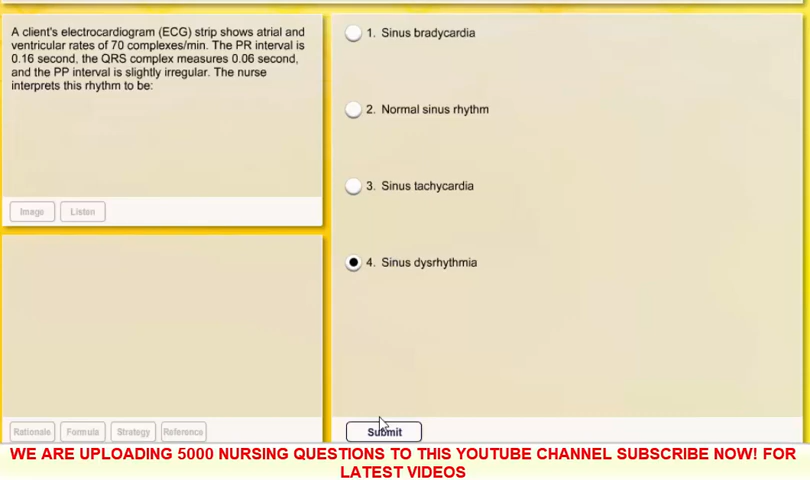 A client's electrocardiogram (ECG) strip shows atrial and
ventricular rates of 70 complexes/min. The PR interval is
0.16 second, the QRS complex measures 0.06 second,
and the PP interval is slightly irregular. The nurse
interprets this rhythm to be:
Image Listen
1. Sinus bradycardia
2. Normal sinus rhythm
3. Sinus tachycardia
4. Sinus dysrhythmia
Rationale Formula Strategy Reference
Submit
WE ARE UPLOADING 5000 NURSING QUESTIONS TO THIS YOUTUBE CHANNEL SUBSCRIBE NOW! FOR
LATEST VIDEOS